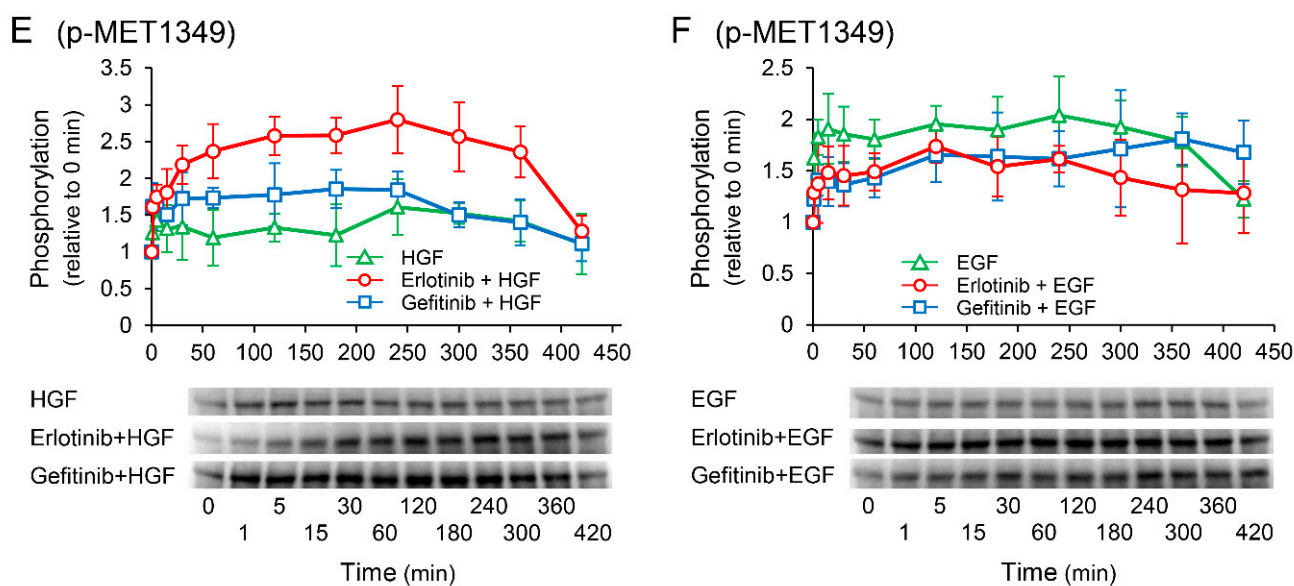 E (p-MET1349)
Phosphorylation
(relative to 0 min)
3.5
3
2.5
2
1.5
1
0.5
0
HGF
Erlotinib + HGF
Gefitinib + HGF
0 50 100 150 200 250 300 350 400 450
HGF
Erlotinib+HGF
Gefitinib+HGF
0 5 30 120 240 360
1 15 60 180 300 420
Time (min)
F (p-MET1349)
Phosphorylation
(relative to 0 min)
2.5
2
1.5
1
0.5
0
EGF
Erlotinib + EGF
Gefitinib + EGF
0 50 100 150 200 250 300 350 400 450
EGF
Erlotinib+EGF
Gefitinib+EGF
0 5 30 120 240 360
1 15 60 180 300 420
Time (min)